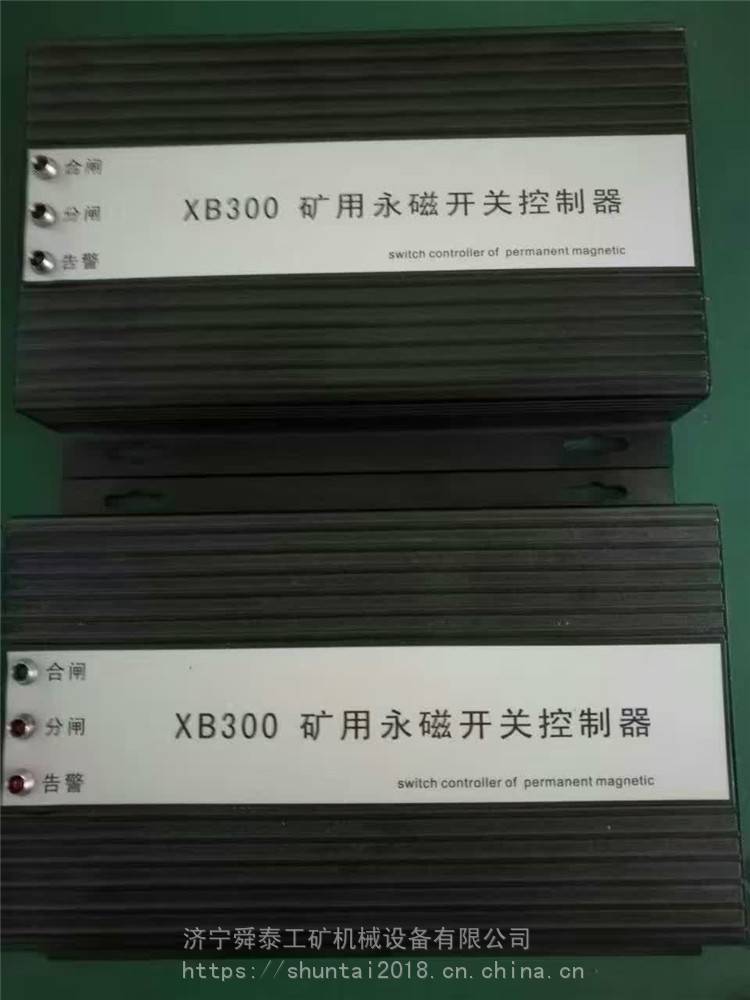 合闸
分闸
告警
XB300 矿用永磁开关控制器
switch controller of permanent magnetic
合闸
分闸
告警
XB300 矿用永磁开关控制器
switch controller of permanent magnetic
济宁舜泰工矿机械设备有限公司
https://shuntai2018.cn.china.cn